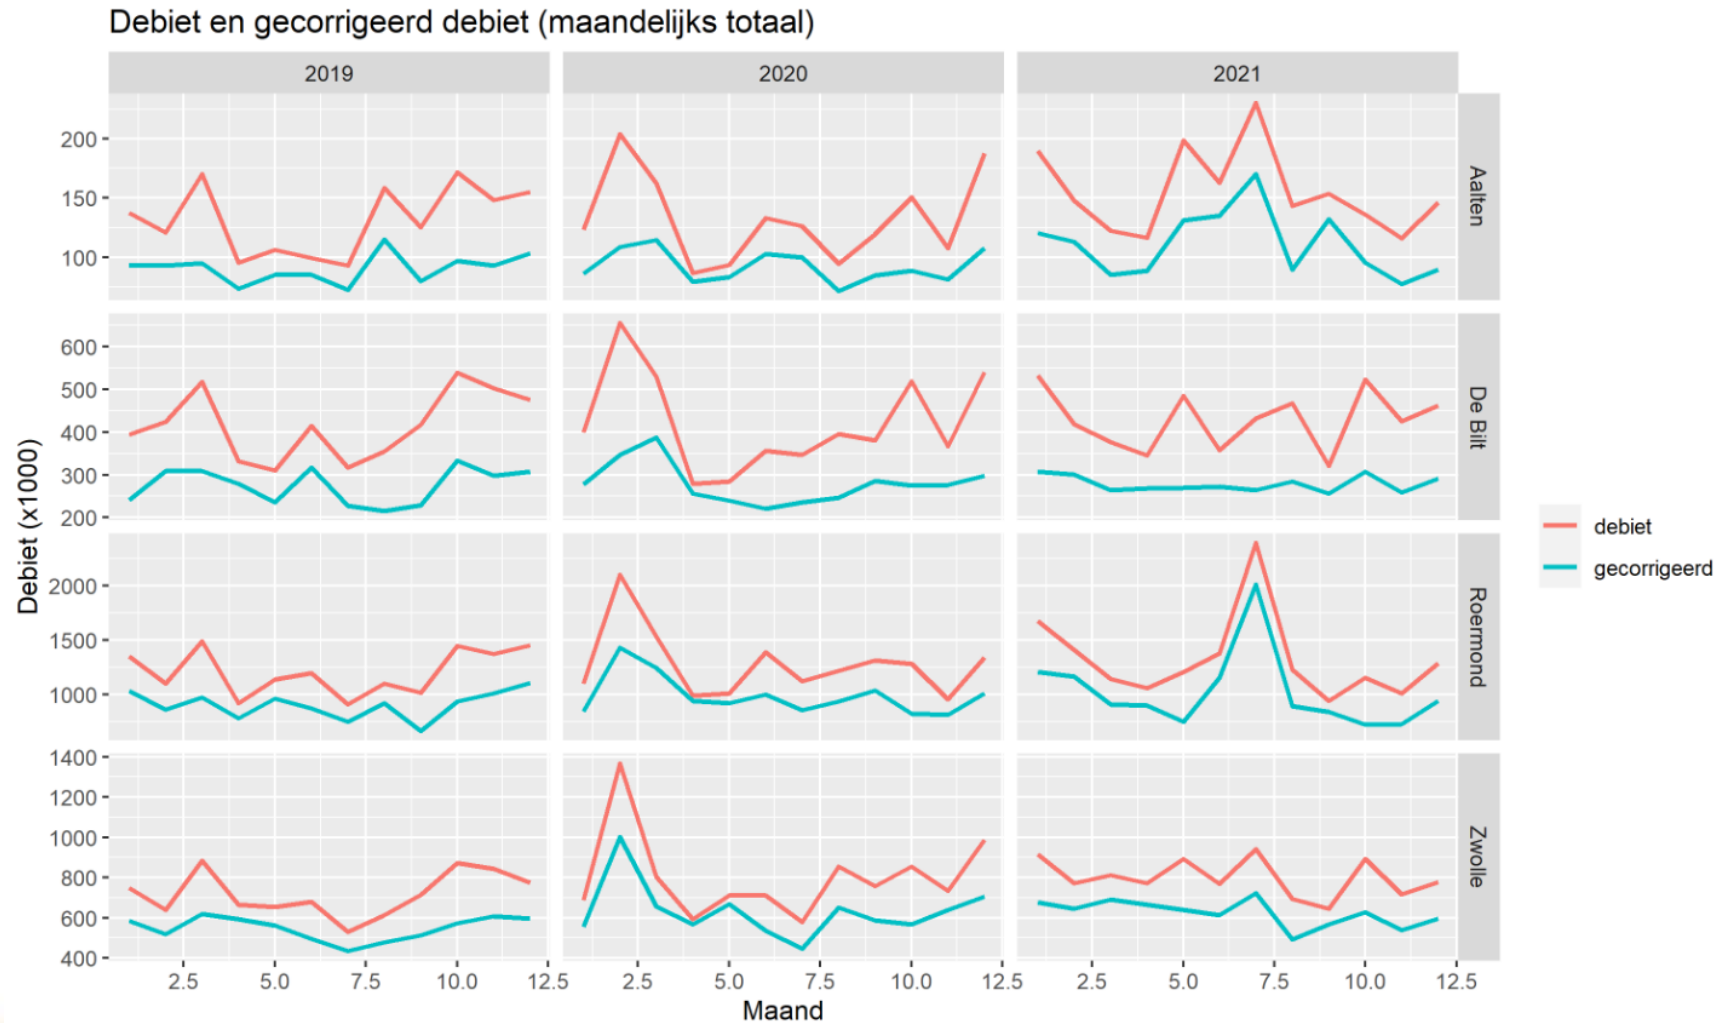 Debiet en gecorrigeerd debiet (maandelijks totaal)
2019 2020 2021
200
150
100
Aalten
600
500
400
300
200
De Bilt
2000
1500
1000
Roermond
1400
1200
1000
800
600
400
Zwolle
2.5 5.0 7.5 10.0 12.5 2.5 5.0 7.5 10.0 12.5 2.5 5.0 7.5 10.0 12.5
Maand
Debiet (x1000)
debiet
gecorrigeerd